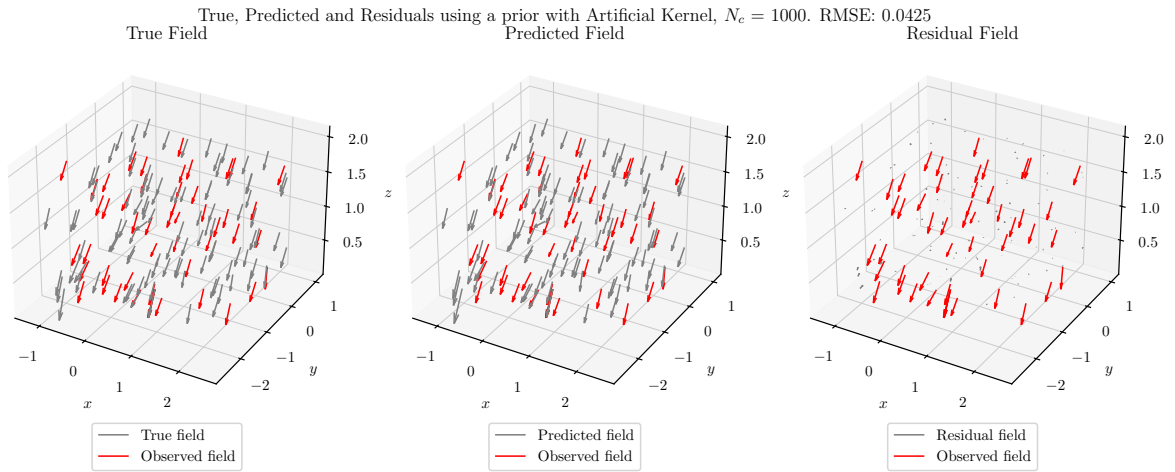 True, Predicted and Residuals using a prior with Artificial Kernel, N_c = 1000. RMSE: 0.0425
True Field
Predicted Field
Residual Field
2.0
1.5
1.0
0.5
z
1
0
−1
−2
y
−1
0
1
2
x
True field
Observed field
2.0
1.5
1.0
0.5
z
1
0
−1
−2
y
−1
0
1
2
x
Predicted field
Observed field
2.0
1.5
1.0
0.5
z
1
0
−1
−2
y
−1
0
1
2
x
Residual field
Observed field